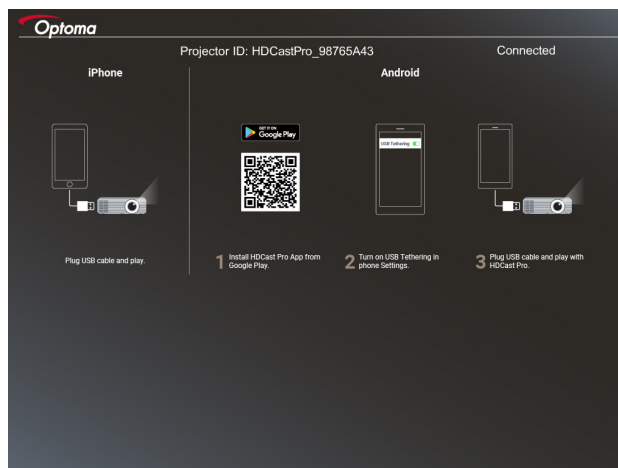 Optoma
Projector ID: HDCastPro_98765A43
Connected
iPhone
Android
GET IT ON
Google Play
USB Tethering
Plug USB cable and play.
1 Install HDCast Pro App from
Google Play.
2 Turn on USB Tethering in
phone Settings.
3 Plug USB cable and play with
HDCast Pro.